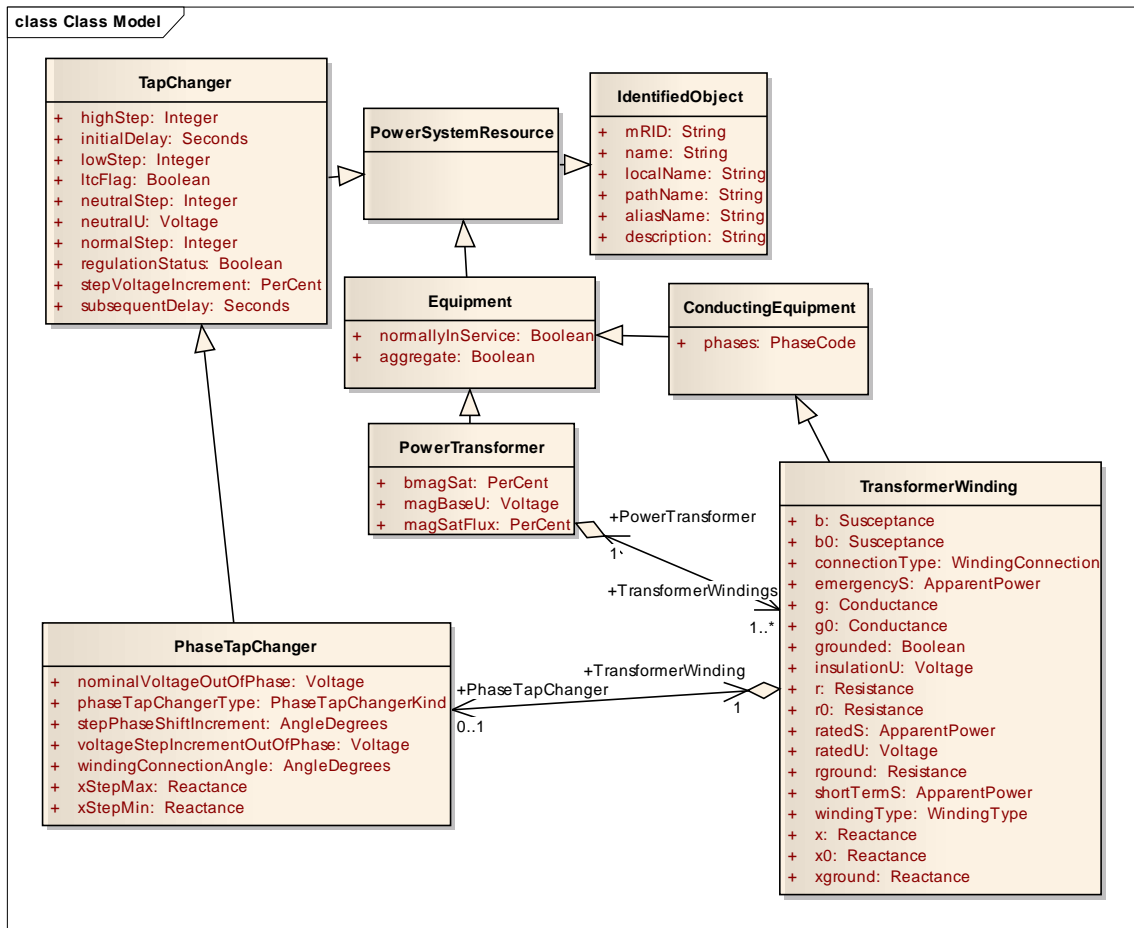 class Class Model
TapChanger
+ highStep: Integer
+ initialDelay: Seconds
+ lowStep: Integer
+ ltcFlag: Boolean
+ neutralStep: Integer
+ neutralU: Voltage
+ normalStep: Integer
+ regulationStatus: Boolean
+ stepVoltageIncrement: PerCent
+ subsequentDelay: Seconds
PowerSystemResource
IdentifiedObject
+ mRID: String
+ name: String
+ localName: String
+ pathName: String
+ aliasName: String
+ description: String
Equipment
+ normallyInService: Boolean
+ aggregate: Boolean
ConductingEquipment
+ phases: PhaseCode
PowerTransformer
+ bmagSat: PerCent
+ magBaseU: Voltage
+ magSatFlux: PerCent
+PowerTransformer
1
+TransformerWindings
1..*
TransformerWinding
+ b: Susceptance
+ b0: Susceptance
+ connectionType: WindingConnection
+ emergencyS: ApparentPower
+ g: Conductance
+ g0: Conductance
+ grounded: Boolean
+ insulationU: Voltage
+ r: Resistance
+ r0: Resistance
+ ratedS: ApparentPower
+ ratedU: Voltage
+ rground: Resistance
+ shortTermS: ApparentPower
+ windingType: WindingType
+ x: Reactance
+ x0: Reactance
+ xground: Reactance
PhaseTapChanger
+ nominalVoltageOutOfPhase: Voltage
+ phaseTapChangerType: PhaseTapChangerKind
+ stepPhaseShiftIncrement: AngleDegrees
+ voltageStepIncrementOutOfPhase: Voltage
+ windingConnectionAngle: AngleDegrees
+ xStepMax: Reactance
+ xStepMin: Reactance
+TransformerWinding
1
+PhaseTapChanger
0..1